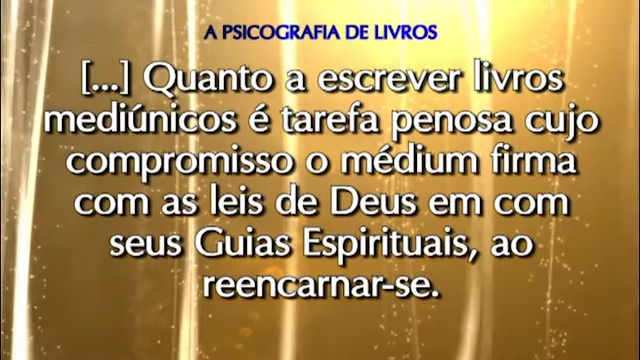 A PSICOGRAFIA DE LIVROS
[...] Quanto a escrever livros
mediúnicos é tarefa penosa cujo
compromisso o médium firma
com as leis de Deus em com
seus Guias Espirituais, ao
reencarnar-se.